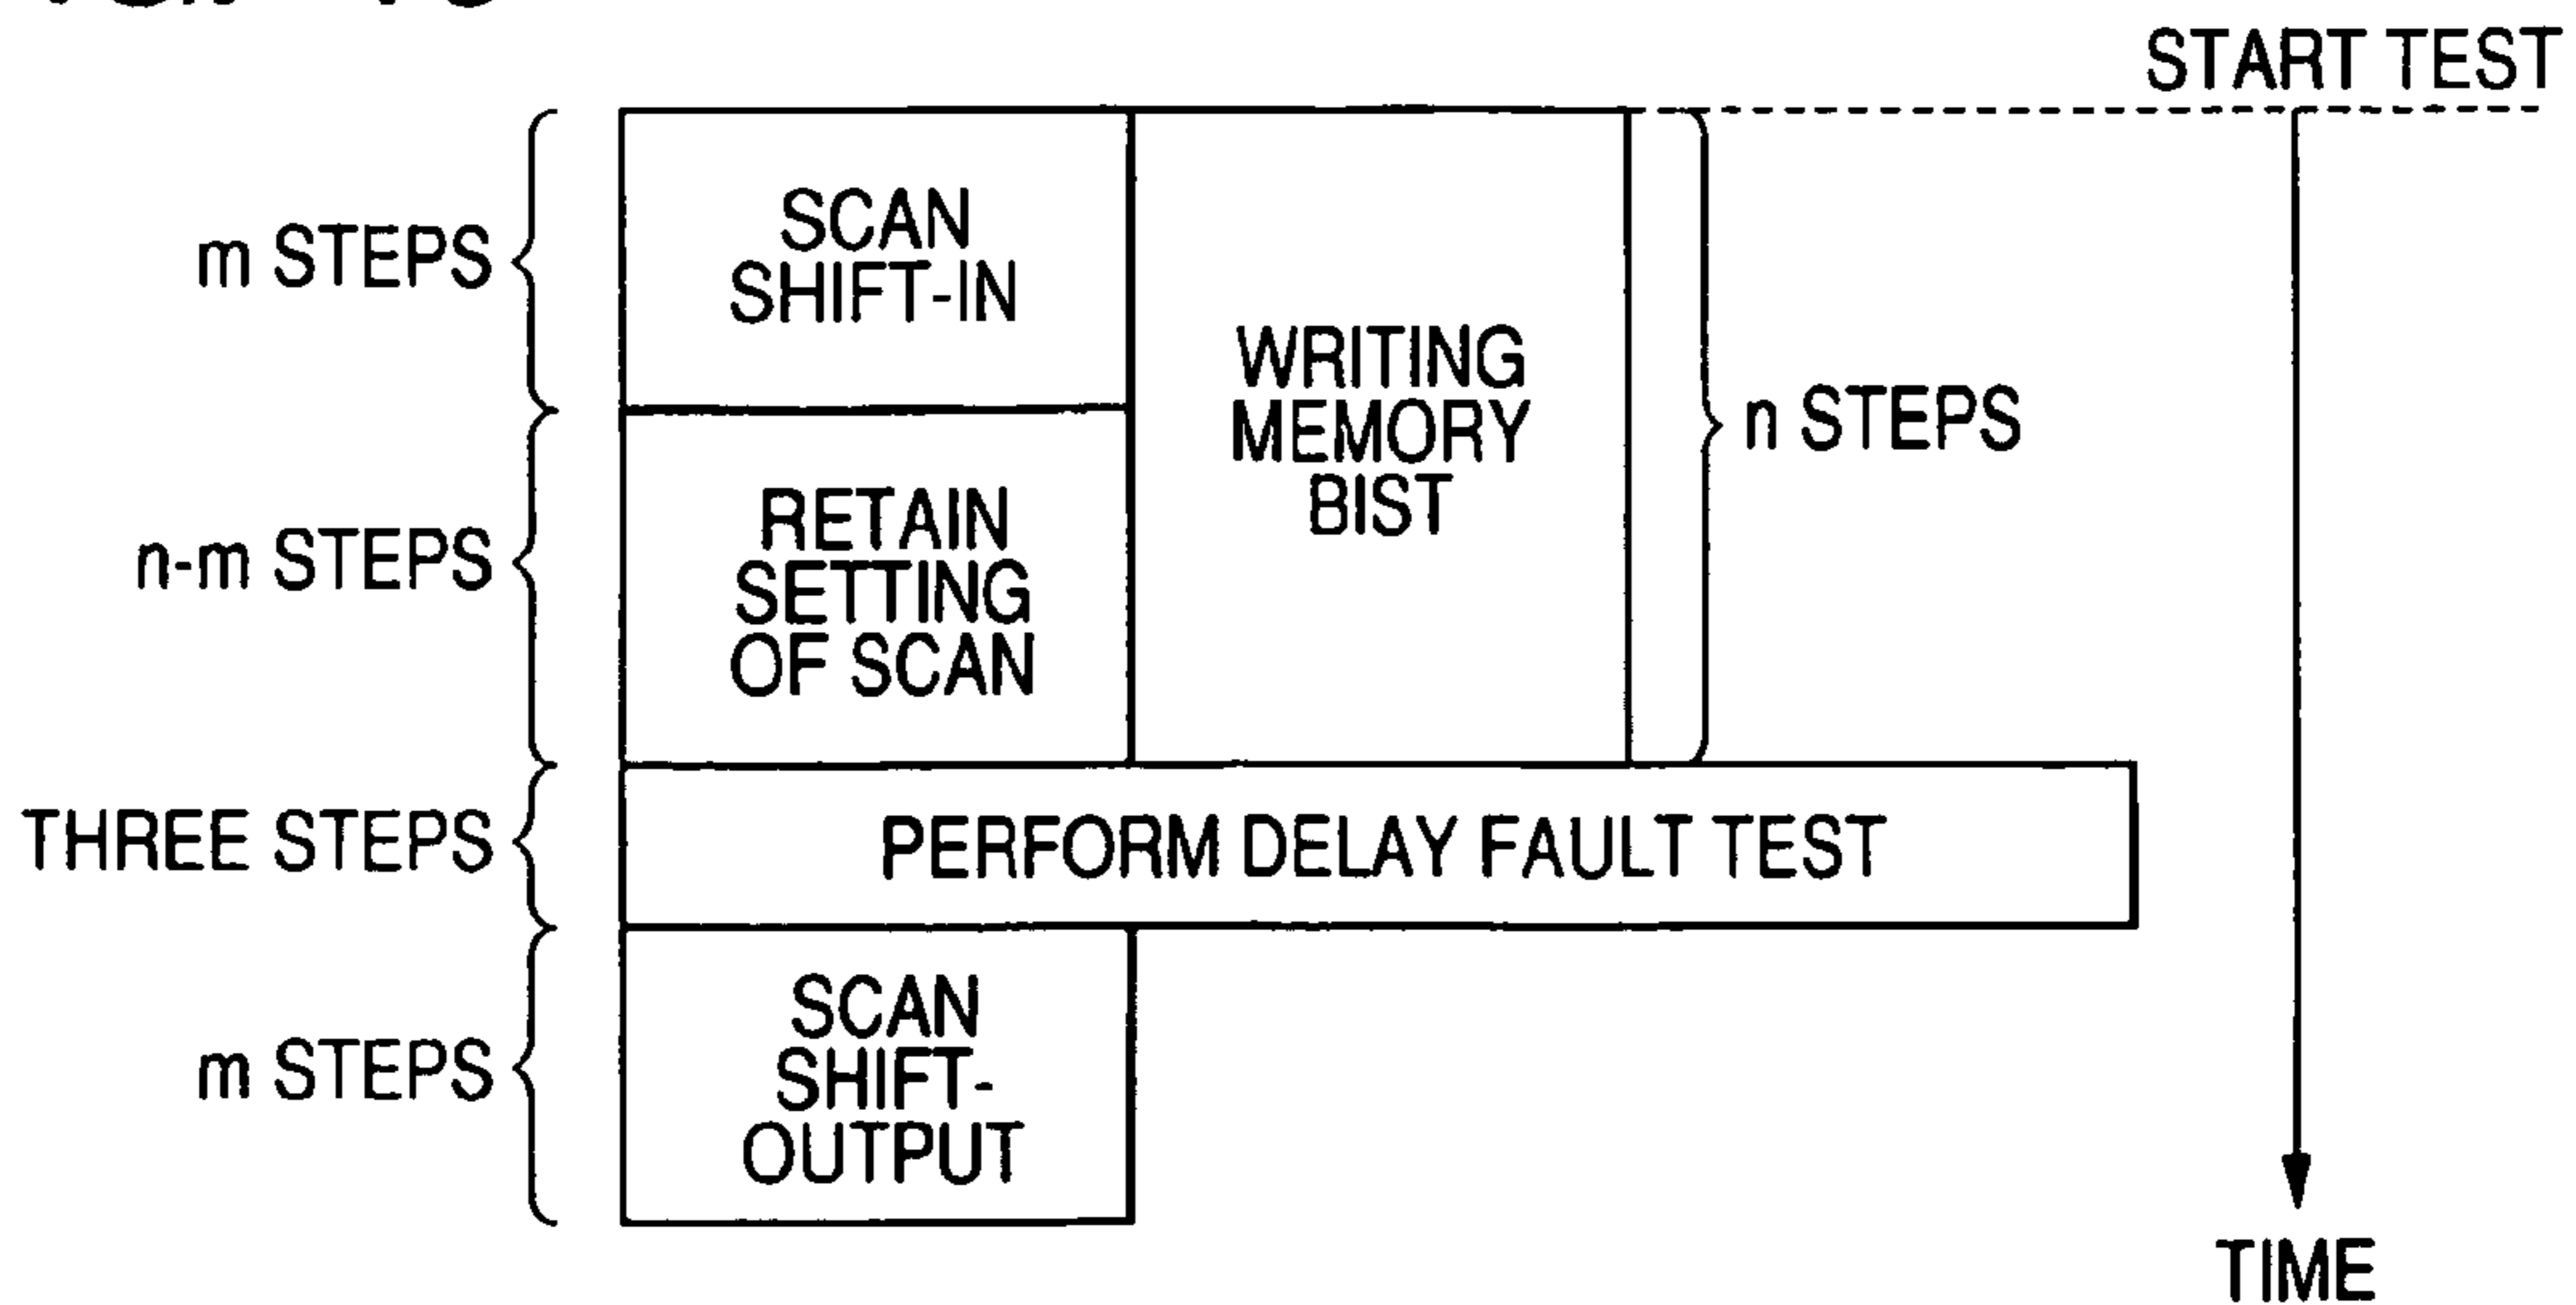 START TEST
m STEPS
SCAN
SHIFT-IN
WRITING
MEMORY
BIST
n STEPS
n-m STEPS
RETAIN
SETTING
OF SCAN
THREE STEPS
PERFORM DELAY FAULT TEST
m STEPS
SCAN
SHIFT-
OUTPUT
TIME